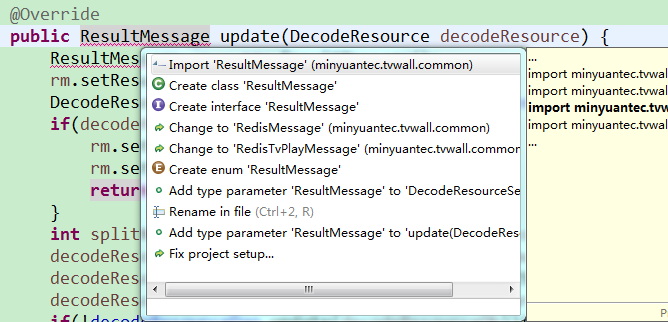 @Override
public ResultMessage update(DecodeResource decodeResource) {
ResultMes
rm.setRes
DecodeRes
if(decode
rm.se
rm.se
retur
}
int split
decodeRes
decodeRes
decodeRes
if(!decod
Import 'ResultMessage' (minyuantec.tvwall.common)
Create class 'ResultMessage'
Create interface 'ResultMessage'
Change to 'RedisMessage' (minyuantec.tvwall.common)
Change to 'RedisTvPlayMessage' (minyuantec.tvwall.common
Create enum 'ResultMessage'
Add type parameter 'ResultMessage' to 'DecodeResourceSe
Rename in file (Ctrl+2, R)
Add type parameter 'ResultMessage' to 'update(DecodeRes
Fix project setup...
...
import minyuantec.
import minyuantec.
import minyuantec.tvwal
import minyuantec.
...